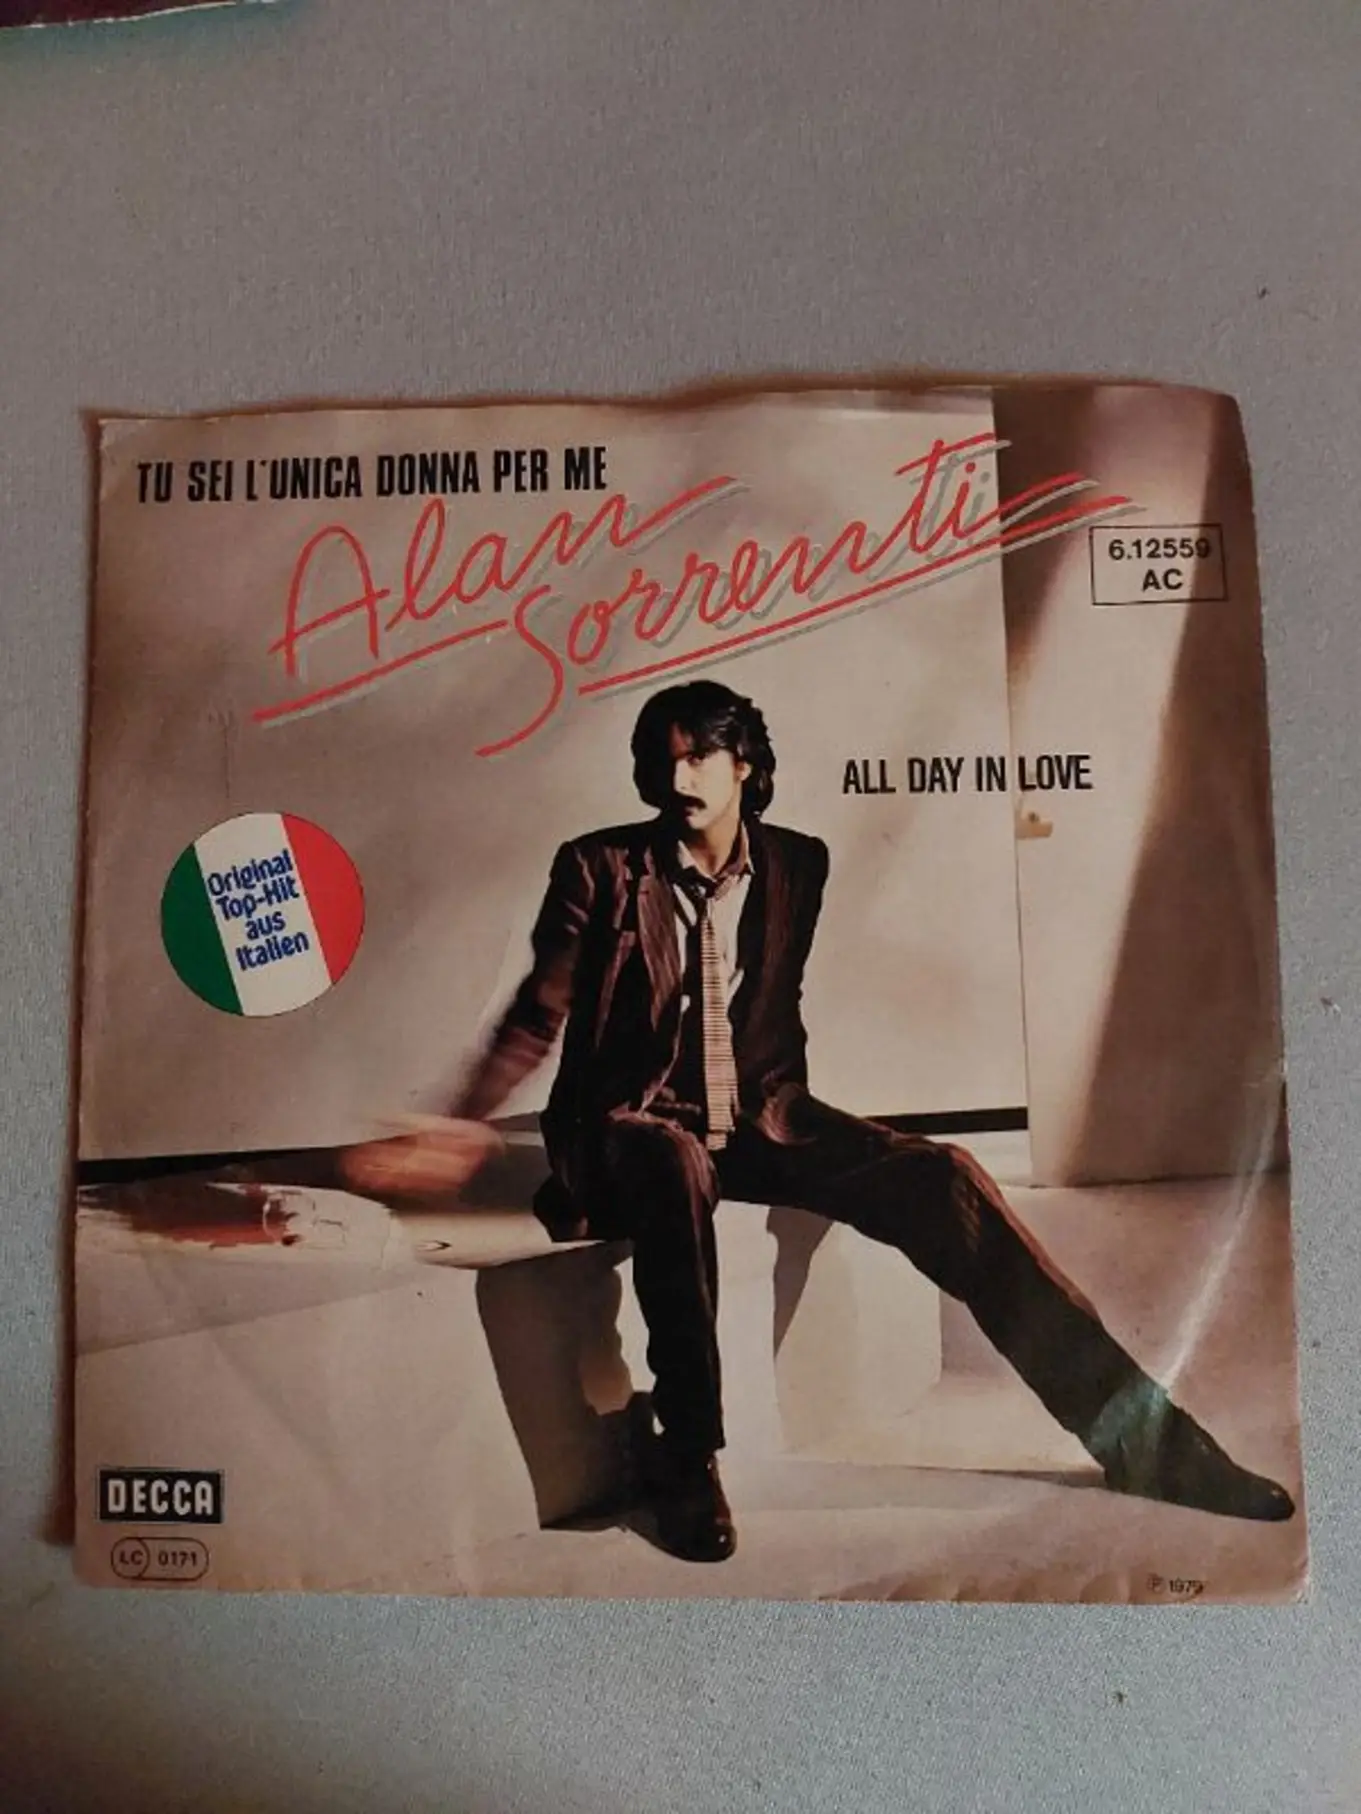 TU SEI L'UNICA DONNA PER ME
Alan
Sorrenti
6.12559
AC
ALL DAY IN LOVE
Original
Top-Hit
aus
Italien
DECCA
LC 0171
℗ 1979